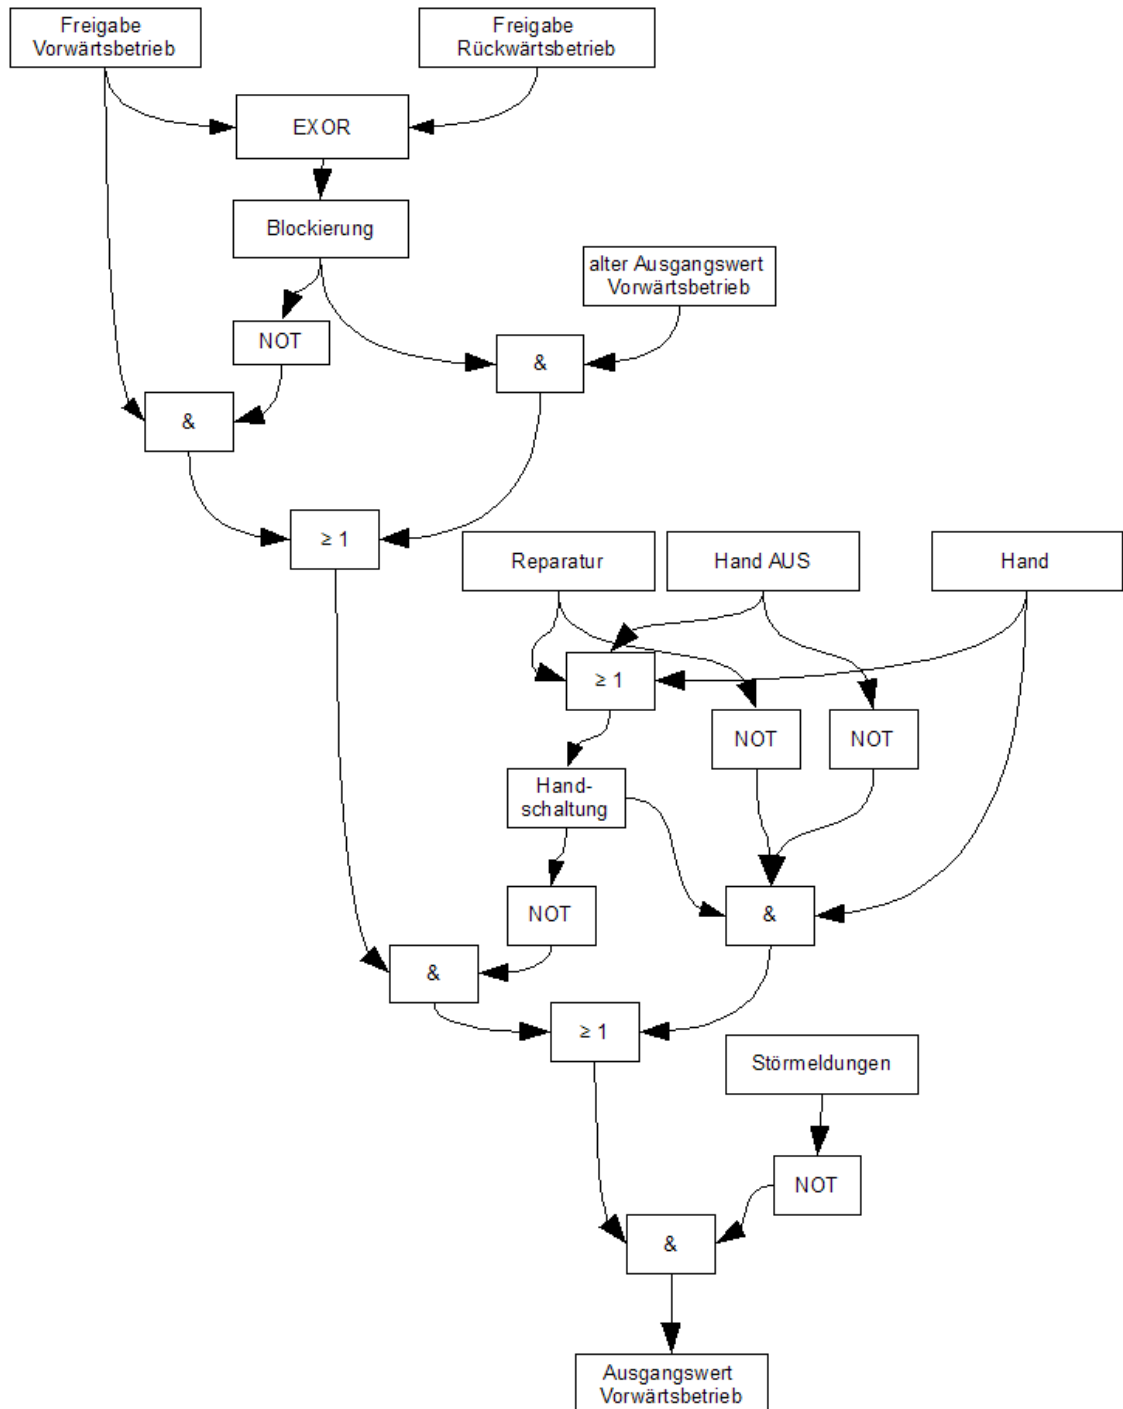 Freigabe
Vorwärtsbetrieb
Freigabe
Rückwärtsbetrieb
EXOR
Blockierung
alter Ausgangswert
Vorwärtsbetrieb
NOT
&
&
≥ 1
Reparatur
Hand AUS
Hand
≥ 1
NOT
NOT
Hand-
schaltung
NOT
&
&
≥ 1
Störmeldungen
NOT
&
Ausgangswert
Vorwärtsbetrieb